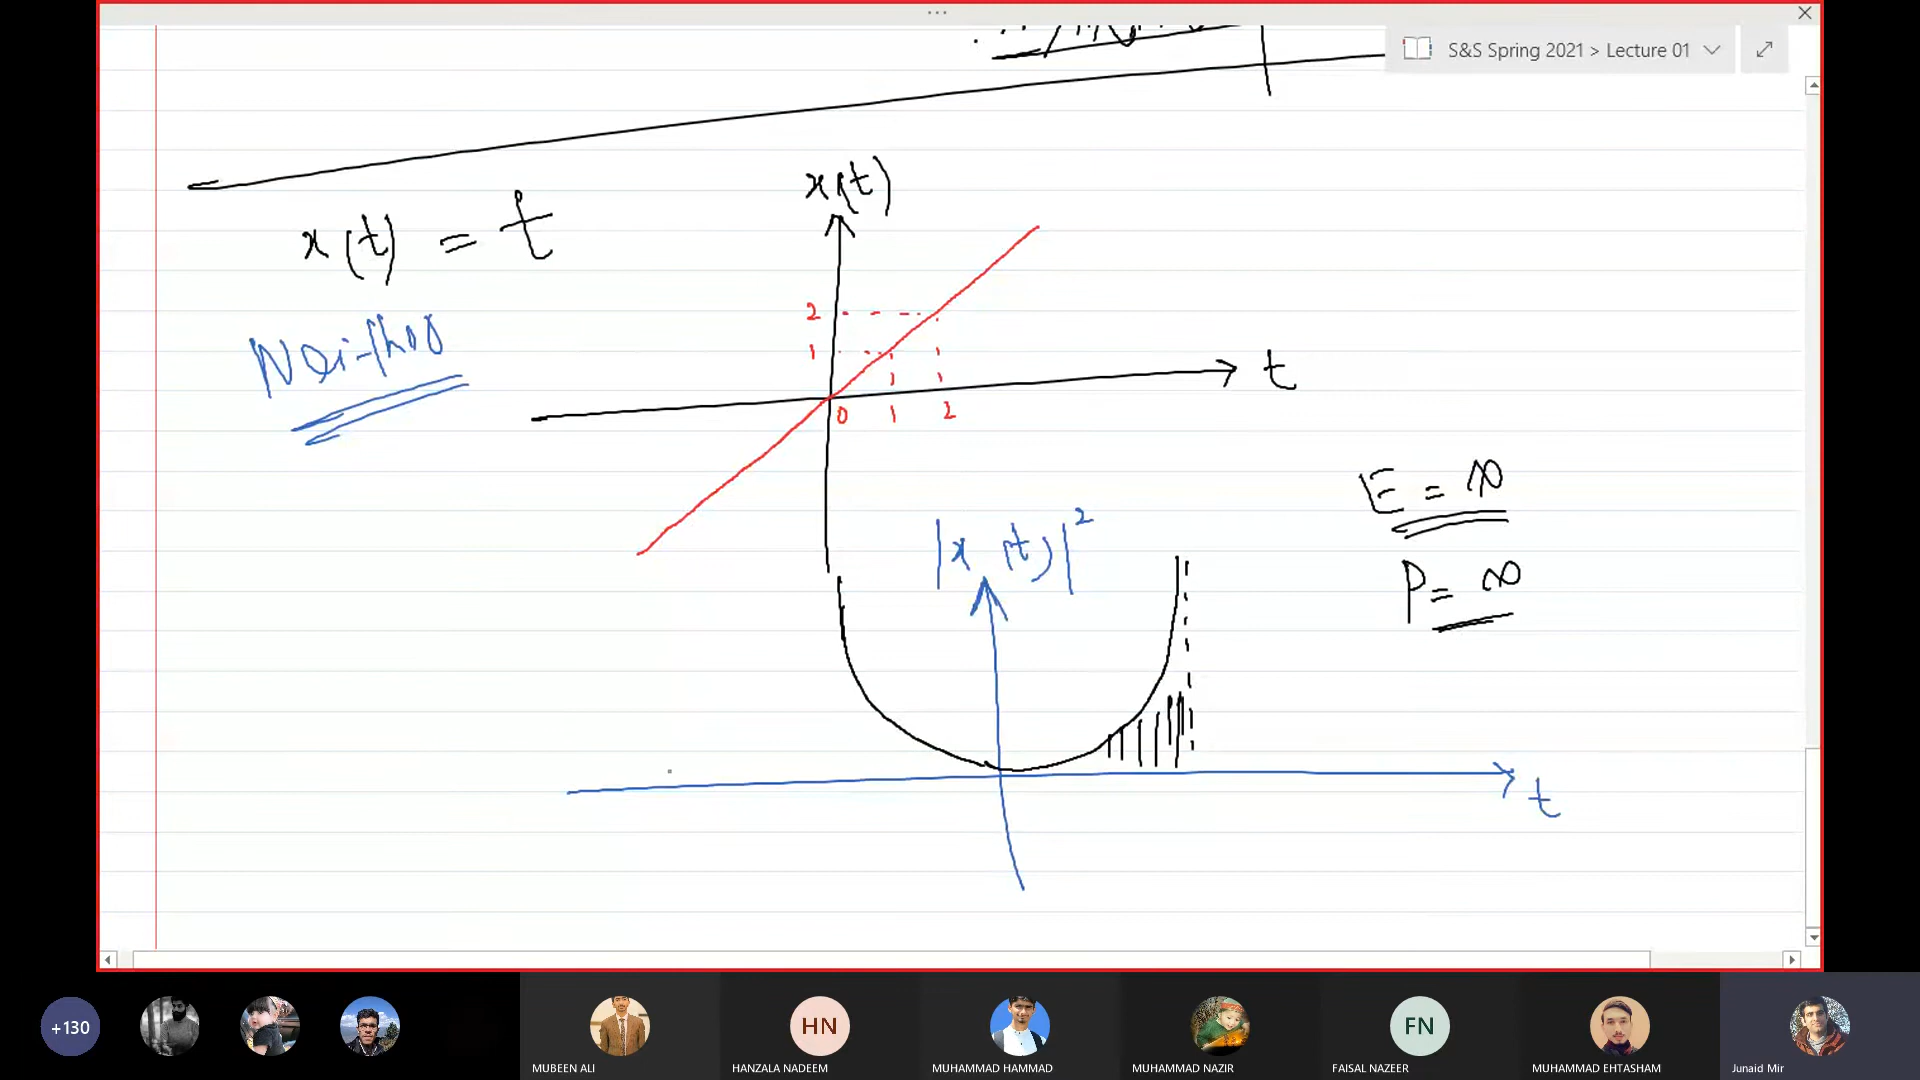 S&S Spring 2021 > Lecture 01
x(t)
x(t) = t
2
1
t
0 1 2
E = ∞
|x(t)|²
P = ∞
t
+130
HN
FN
MUBEEN ALI
HANZALA NADEEM
MUHAMMAD HAMMAD
MUHAMMAD NAZIR
FAISAL NAZEER
MUHAMMAD EHTASHAM
Junaid Mir